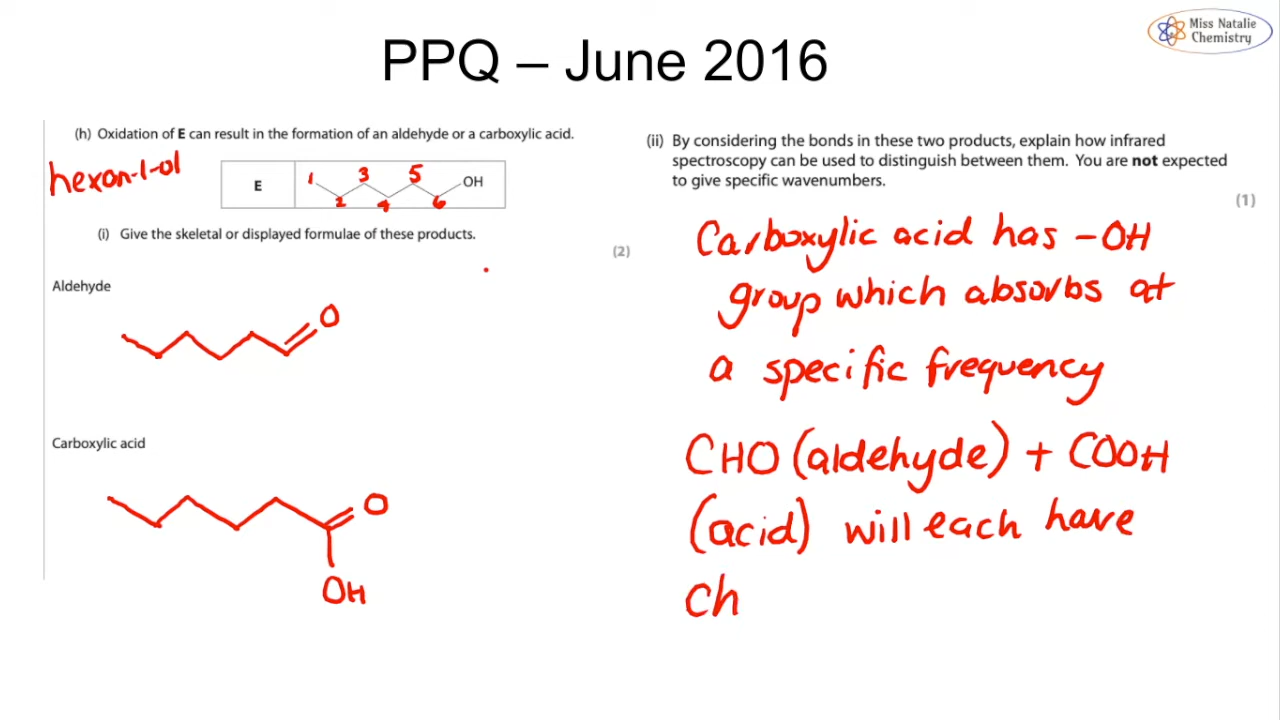 Miss Natalie
Chemistry
PPQ – June 2016
(h) Oxidation of E can result in the formation of an aldehyde or a carboxylic acid.
hexan-1-ol
E
1 2 3 4 5 6 OH
(i) Give the skeletal or displayed formulae of these products.
(2)
Aldehyde
O
Carboxylic acid
O
OH
(ii) By considering the bonds in these two products, explain how infrared
spectroscopy can be used to distinguish between them. You are not expected
to give specific wavenumbers.
(1)
Carboxylic acid has -OH
group which absorbs at
a specific frequency
CHO (aldehyde) + COOH
(acid) will each have
ch